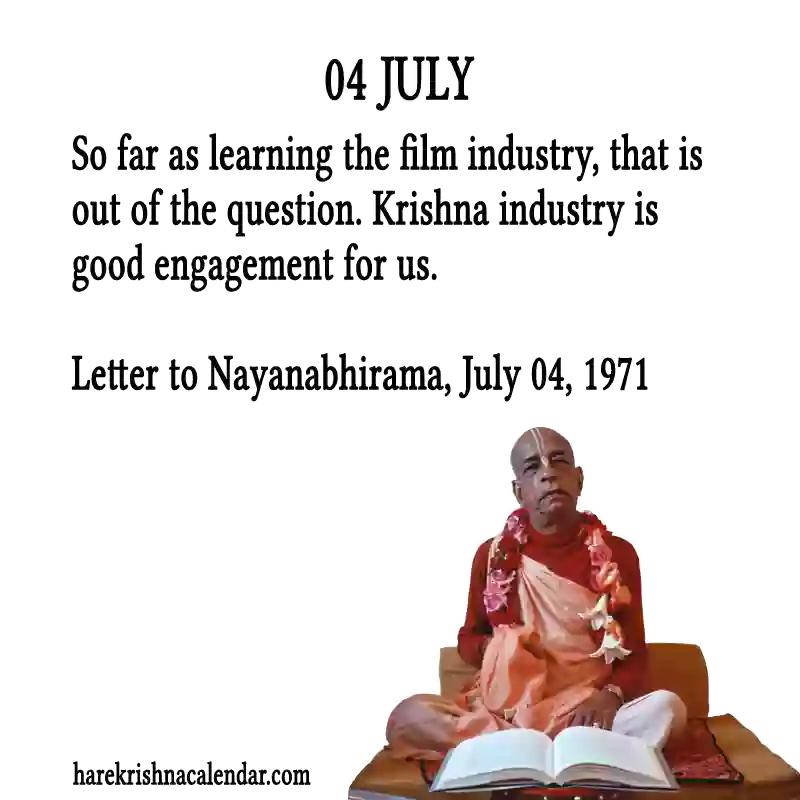 04 JULY
So far as learning the film industry, that is
out of the question. Krishna industry is
good engagement for us.
Letter to Nayanabhirama, July 04, 1971
harekrishnacalendar.com